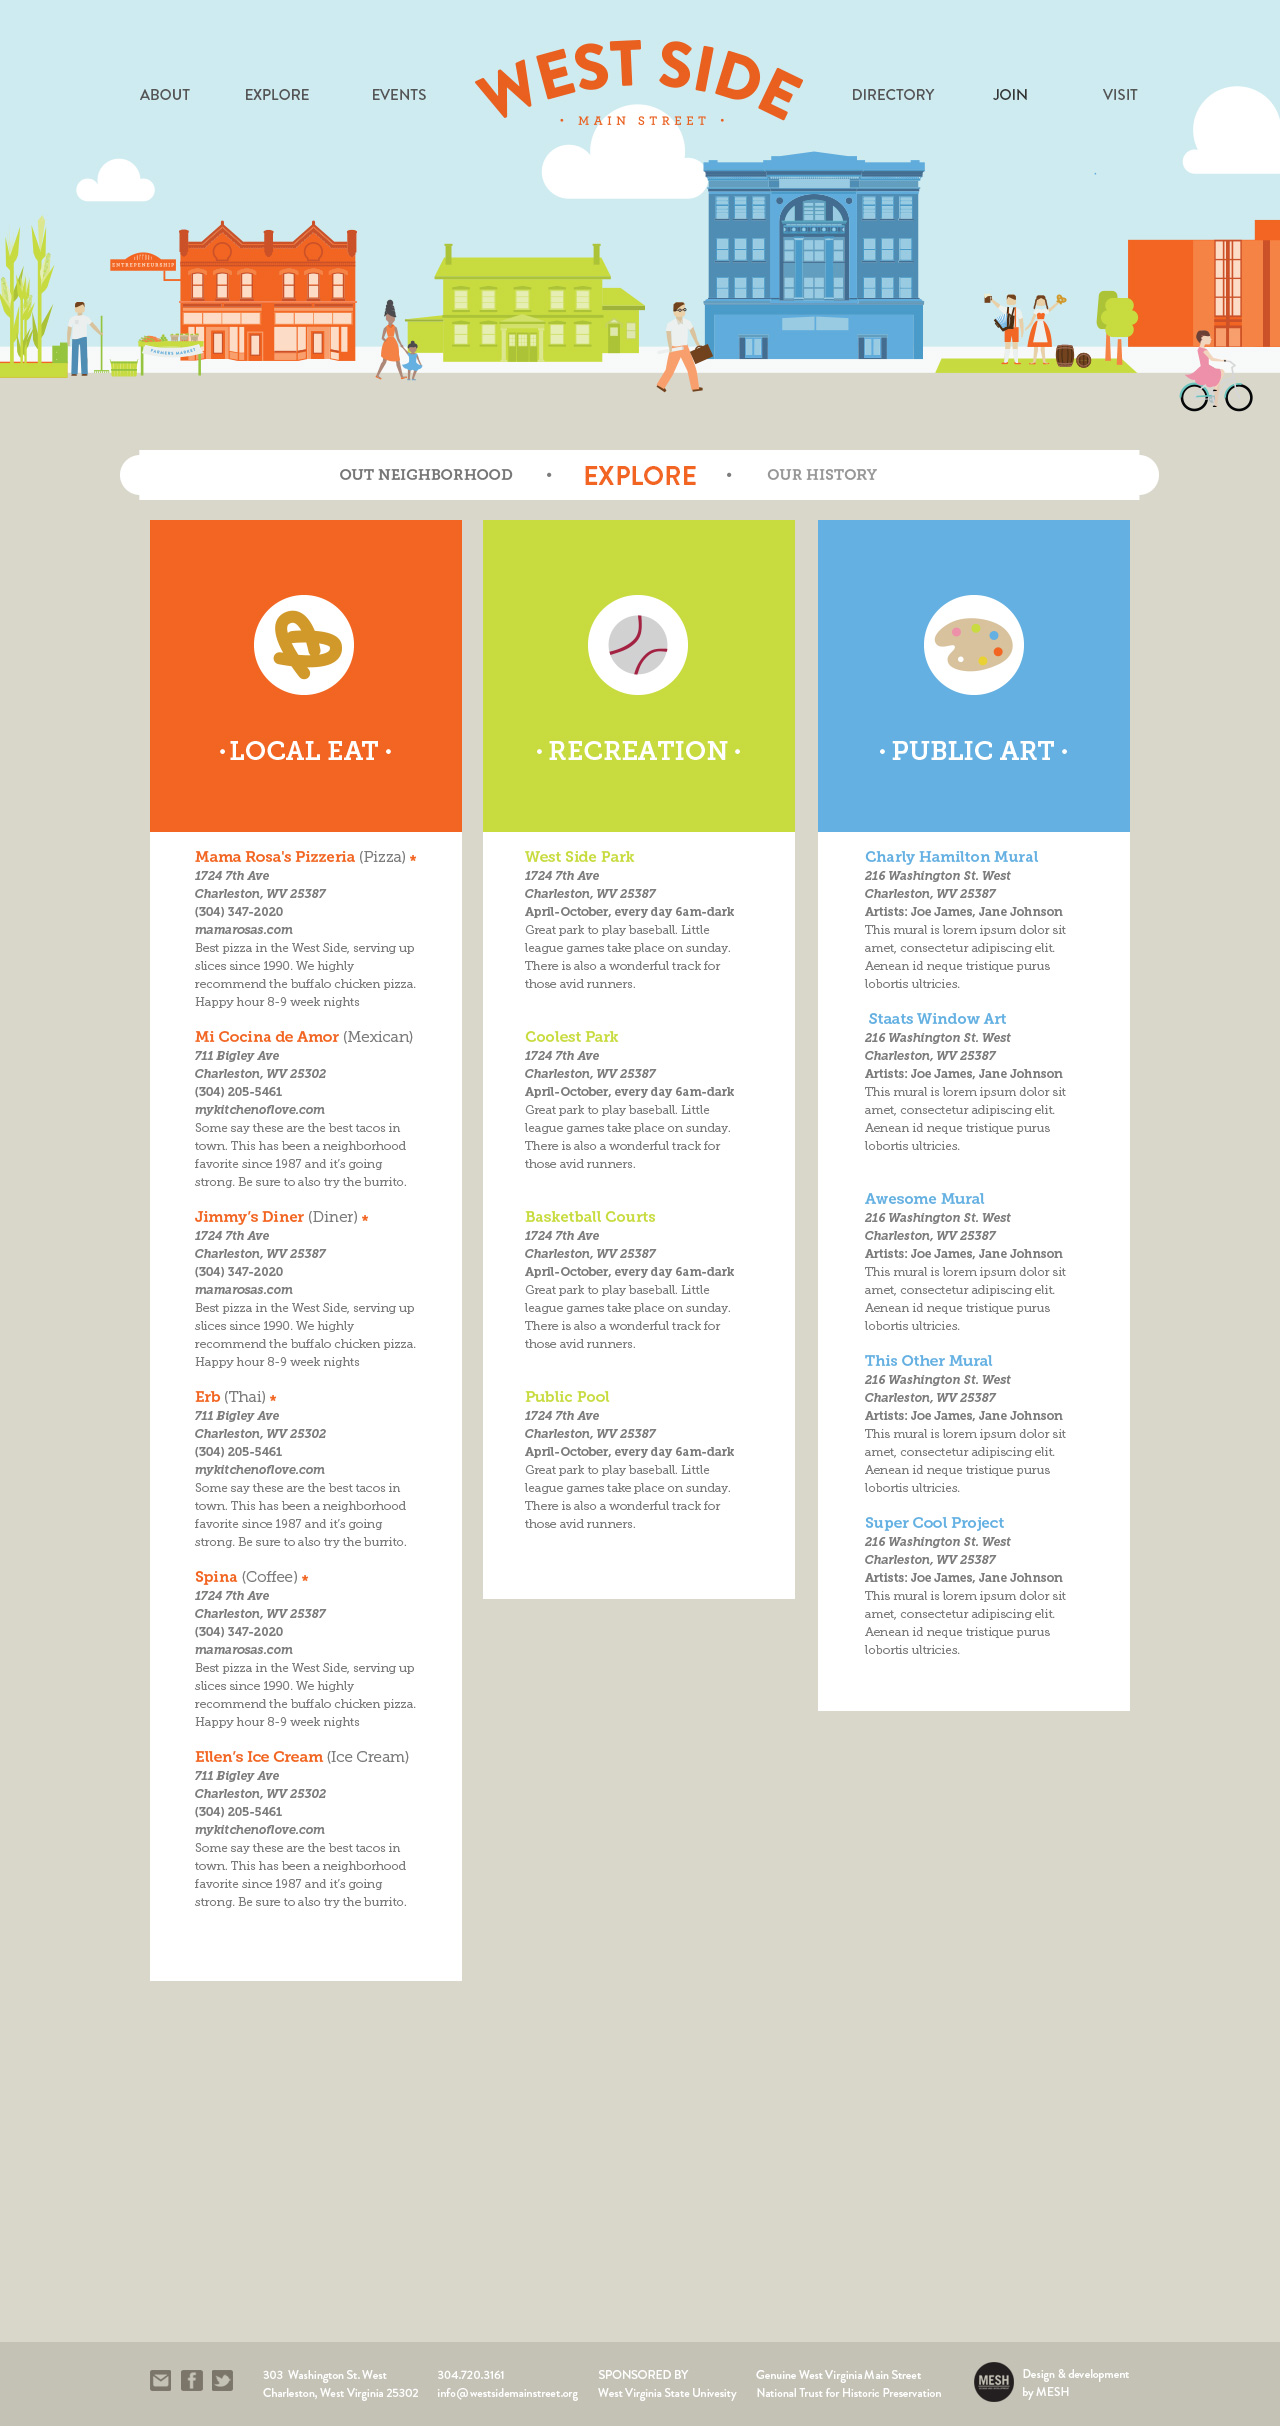 WEST SIDE
• MAIN STREET •
ABOUT
EXPLORE
EVENTS
DIRECTORY
JOIN
VISIT
ENTREPRENEURSHIP
FARMERS MARKET
OUT NEIGHBORHOOD • EXPLORE • OUR HISTORY
• LOCAL EAT •
Mama Rosa's Pizzeria (Pizza) *
1724 7th Ave
Charleston, WV 25387
(304) 347-2020
mamarosas.com
Best pizza in the West Side, serving up
slices since 1990. We highly
recommend the buffalo chicken pizza.
Happy hour 8-9 week nights
Mi Cocina de Amor (Mexican)
711 Bigley Ave
Charleston, WV 25302
(304) 205-5461
mykitchenoflove.com
Some say these are the best tacos in
town. This has been a neighborhood
favorite since 1987 and it's going
strong. Be sure to also try the burrito.
Jimmy's Diner (Diner) *
1724 7th Ave
Charleston, WV 25387
(304) 347-2020
mamarosas.com
Best pizza in the West Side, serving up
slices since 1990. We highly
recommend the buffalo chicken pizza.
Happy hour 8-9 week nights
Erb (Thai) *
711 Bigley Ave
Charleston, WV 25302
(304) 205-5461
mykitchenoflove.com
Some say these are the best tacos in
town. This has been a neighborhood
favorite since 1987 and it's going
strong. Be sure to also try the burrito.
Spina (Coffee) *
1724 7th Ave
Charleston, WV 25387
(304) 347-2020
mamarosas.com
Best pizza in the West Side, serving up
slices since 1990. We highly
recommend the buffalo chicken pizza.
Happy hour 8-9 week nights
Ellen's Ice Cream (Ice Cream)
711 Bigley Ave
Charleston, WV 25302
(304) 205-5461
mykitchenoflove.com
Some say these are the best tacos in
town. This has been a neighborhood
favorite since 1987 and it's going
strong. Be sure to also try the burrito.
• RECREATION •
West Side Park
1724 7th Ave
Charleston, WV 25387
April-October, every day 6am-dark
Great park to play baseball. Little
league games take place on sunday.
There is also a wonderful track for
those avid runners.
Coolest Park
1724 7th Ave
Charleston, WV 25387
April-October, every day 6am-dark
Great park to play baseball. Little
league games take place on sunday.
There is also a wonderful track for
those avid runners.
Basketball Courts
1724 7th Ave
Charleston, WV 25387
April-October, every day 6am-dark
Great park to play baseball. Little
league games take place on sunday.
There is also a wonderful track for
those avid runners.
Public Pool
1724 7th Ave
Charleston, WV 25387
April-October, every day 6am-dark
Great park to play baseball. Little
league games take place on sunday.
There is also a wonderful track for
those avid runners.
• PUBLIC ART •
Charly Hamilton Mural
216 Washington St. West
Charleston, WV 25387
Artists: Joe James, Jane Johnson
This mural is lorem ipsum dolor sit
amet, consectetur adipiscing elit.
Aenean id neque tristique purus
lobortis ultricies.
Staats Window Art
216 Washington St. West
Charleston, WV 25387
Artists: Joe James, Jane Johnson
This mural is lorem ipsum dolor sit
amet, consectetur adipiscing elit.
Aenean id neque tristique purus
lobortis ultricies.
Awesome Mural
216 Washington St. West
Charleston, WV 25387
Artists: Joe James, Jane Johnson
This mural is lorem ipsum dolor sit
amet, consectetur adipiscing elit.
Aenean id neque tristique purus
lobortis ultricies.
This Other Mural
216 Washington St. West
Charleston, WV 25387
Artists: Joe James, Jane Johnson
This mural is lorem ipsum dolor sit
amet, consectetur adipiscing elit.
Aenean id neque tristique purus
lobortis ultricies.
Super Cool Project
216 Washington St. West
Charleston, WV 25387
Artists: Joe James, Jane Johnson
This mural is lorem ipsum dolor sit
amet, consectetur adipiscing elit.
Aenean id neque tristique purus
lobortis ultricies.
303 Washington St. West
Charleston, West Virginia 25302
304.720.3161
info@westsidemainstreet.org
SPONSORED BY
West Virginia State Univesity
Genuine West Virginia Main Street
National Trust for Historic Preservation
MESH
Design & development
by MESH